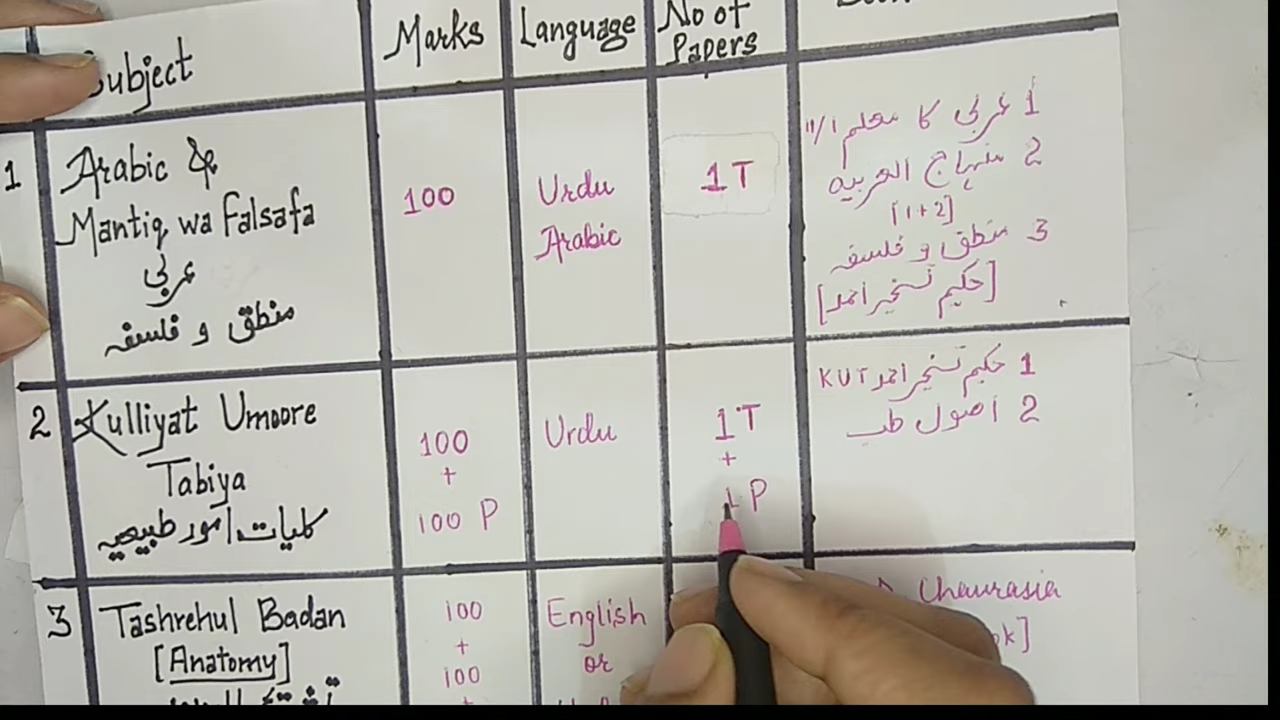 Subject
Marks
Language
No of
Papers
1
Arabic &
Mantiq wa Falsafa
عربی
منطق و فلسفہ
100
Urdu
Arabic
1 T
1 عربی کا معلم
2 منہاج العربیہ
[1+2]
3 منطق و فلسفہ
[حکیم تسخیر احمد]
2
Kulliyat Umoore
Tabiya
کلیات امور طبیعیہ
100
+
100 P
Urdu
1 T
+
1 P
1 حکیم تسخیر احمد KUT
2 اصول طب
3
Tashrehul Badan
[Anatomy]
100
+
100
English
or
Chaurasia